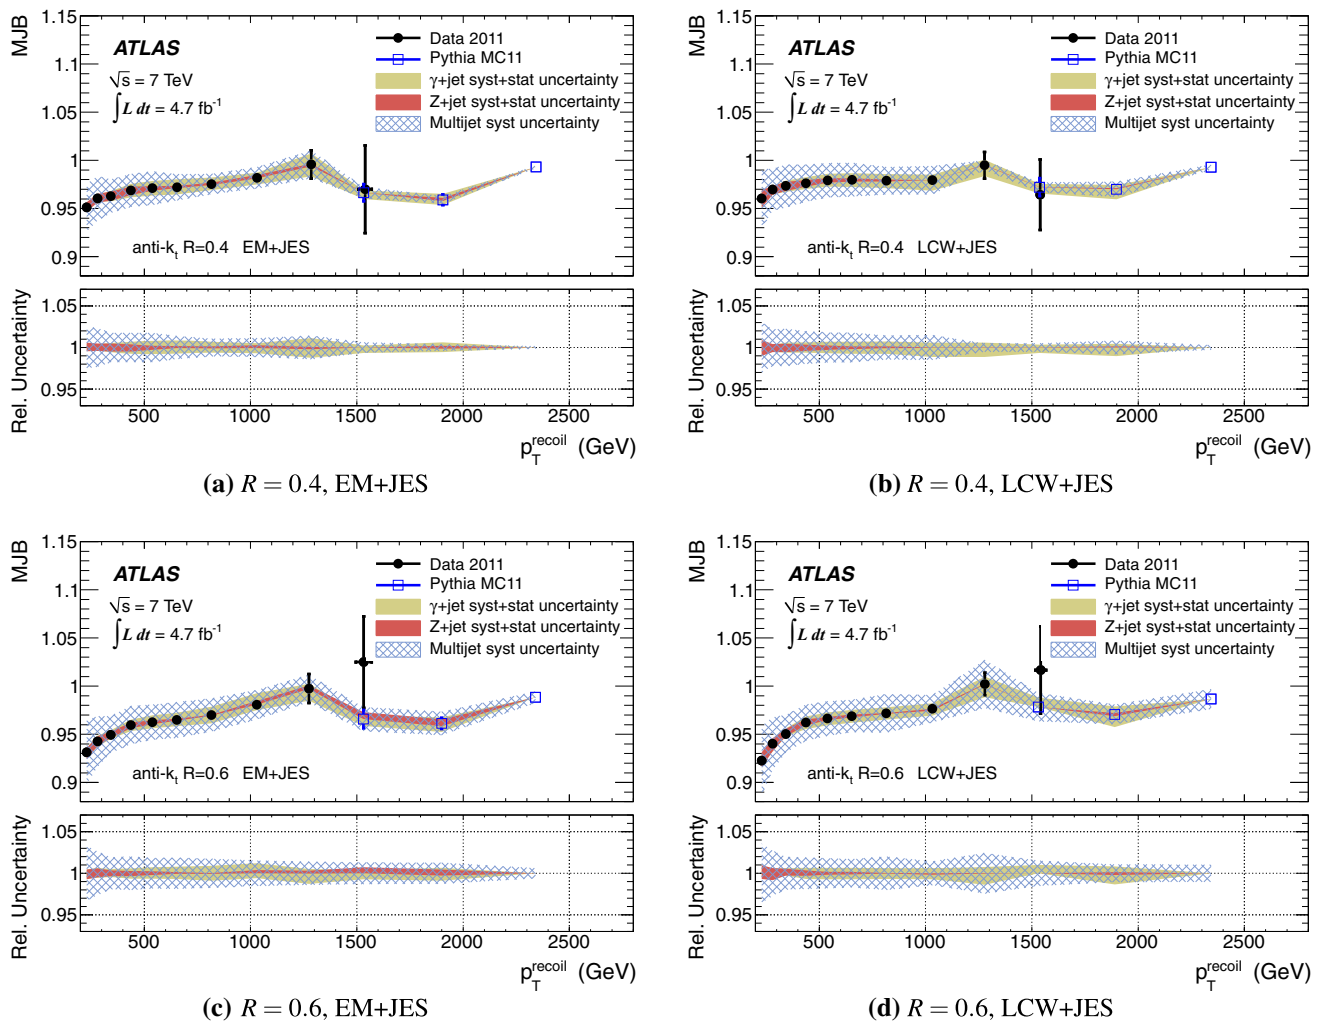 MJB
1.15
1.1
1.05
1
0.95
0.9
ATLAS
√s = 7 TeV
∫L dt = 4.7 fb⁻¹
Data 2011
Pythia MC11
γ+jet syst+stat uncertainty
Z+jet syst+stat uncertainty
Multijet syst uncertainty
anti-kₜ R=0.4 EM+JES
Rel. Uncertainty
1.05
1
0.95
500 1000 1500 2000 2500
p_T^recoil (GeV)
(a) R = 0.4, EM+JES
MJB
1.15
1.1
1.05
1
0.95
0.9
ATLAS
√s = 7 TeV
∫L dt = 4.7 fb⁻¹
Data 2011
Pythia MC11
γ+jet syst+stat uncertainty
Z+jet syst+stat uncertainty
Multijet syst uncertainty
anti-kₜ R=0.4 LCW+JES
Rel. Uncertainty
1.05
1
0.95
500 1000 1500 2000 2500
p_T^recoil (GeV)
(b) R = 0.4, LCW+JES
MJB
1.15
1.1
1.05
1
0.95
0.9
ATLAS
√s = 7 TeV
∫L dt = 4.7 fb⁻¹
Data 2011
Pythia MC11
γ+jet syst+stat uncertainty
Z+jet syst+stat uncertainty
Multijet syst uncertainty
anti-kₜ R=0.6 EM+JES
Rel. Uncertainty
1.05
1
0.95
500 1000 1500 2000 2500
p_T^recoil (GeV)
(c) R = 0.6, EM+JES
MJB
1.15
1.1
1.05
1
0.95
0.9
ATLAS
√s = 7 TeV
∫L dt = 4.7 fb⁻¹
Data 2011
Pythia MC11
γ+jet syst+stat uncertainty
Z+jet syst+stat uncertainty
Multijet syst uncertainty
anti-kₜ R=0.6 LCW+JES
Rel. Uncertainty
1.05
1
0.95
500 1000 1500 2000 2500
p_T^recoil (GeV)
(d) R = 0.6, LCW+JES